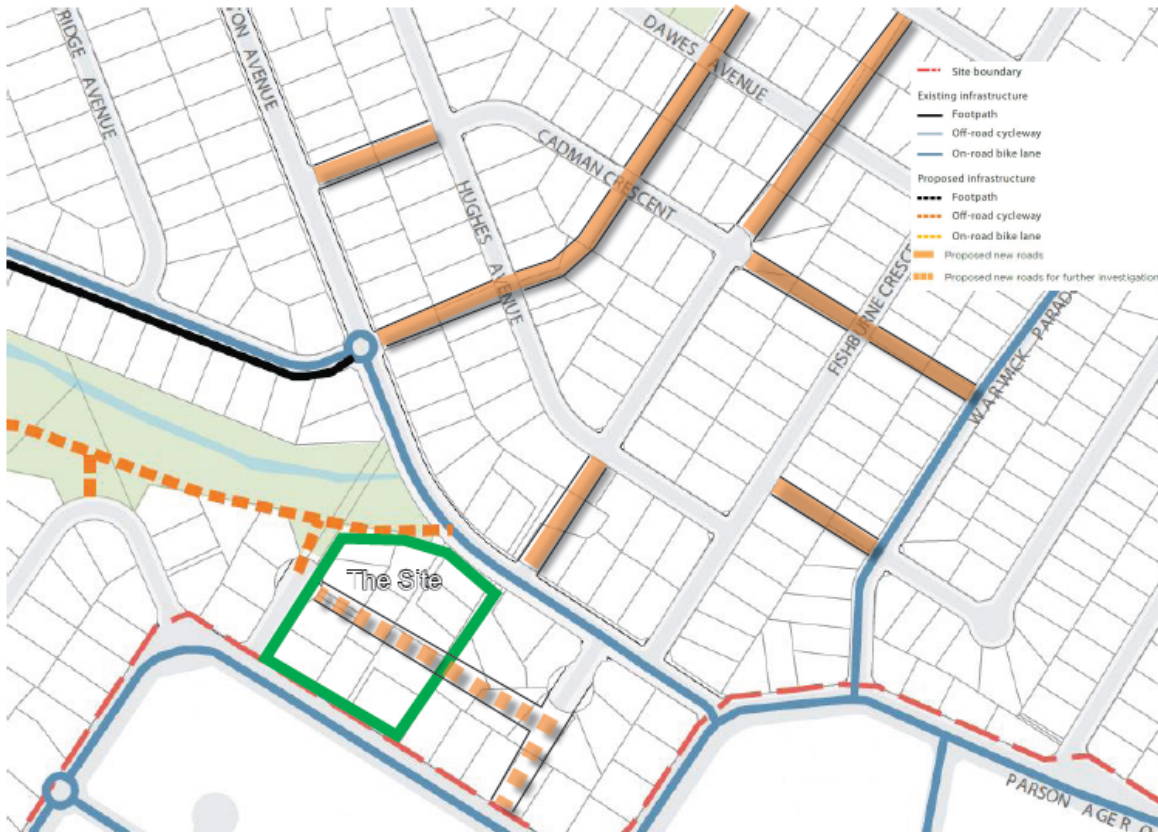 RIDGE AVENUE
TON AVENUE
DAWES AVENUE
Site boundary
Existing infrastructure
Footpath
Off-road cycleway
On-road bike lane
Proposed infrastructure
Footpath
Off-road cycleway
On-road bike lane
Proposed new roads
Proposed new roads for further investigation
CADMAN CRESCENT
HUGHES AVENUE
FISHBURNE CRESCE
WARWICK PARADE
The Site
PARSON AGER O